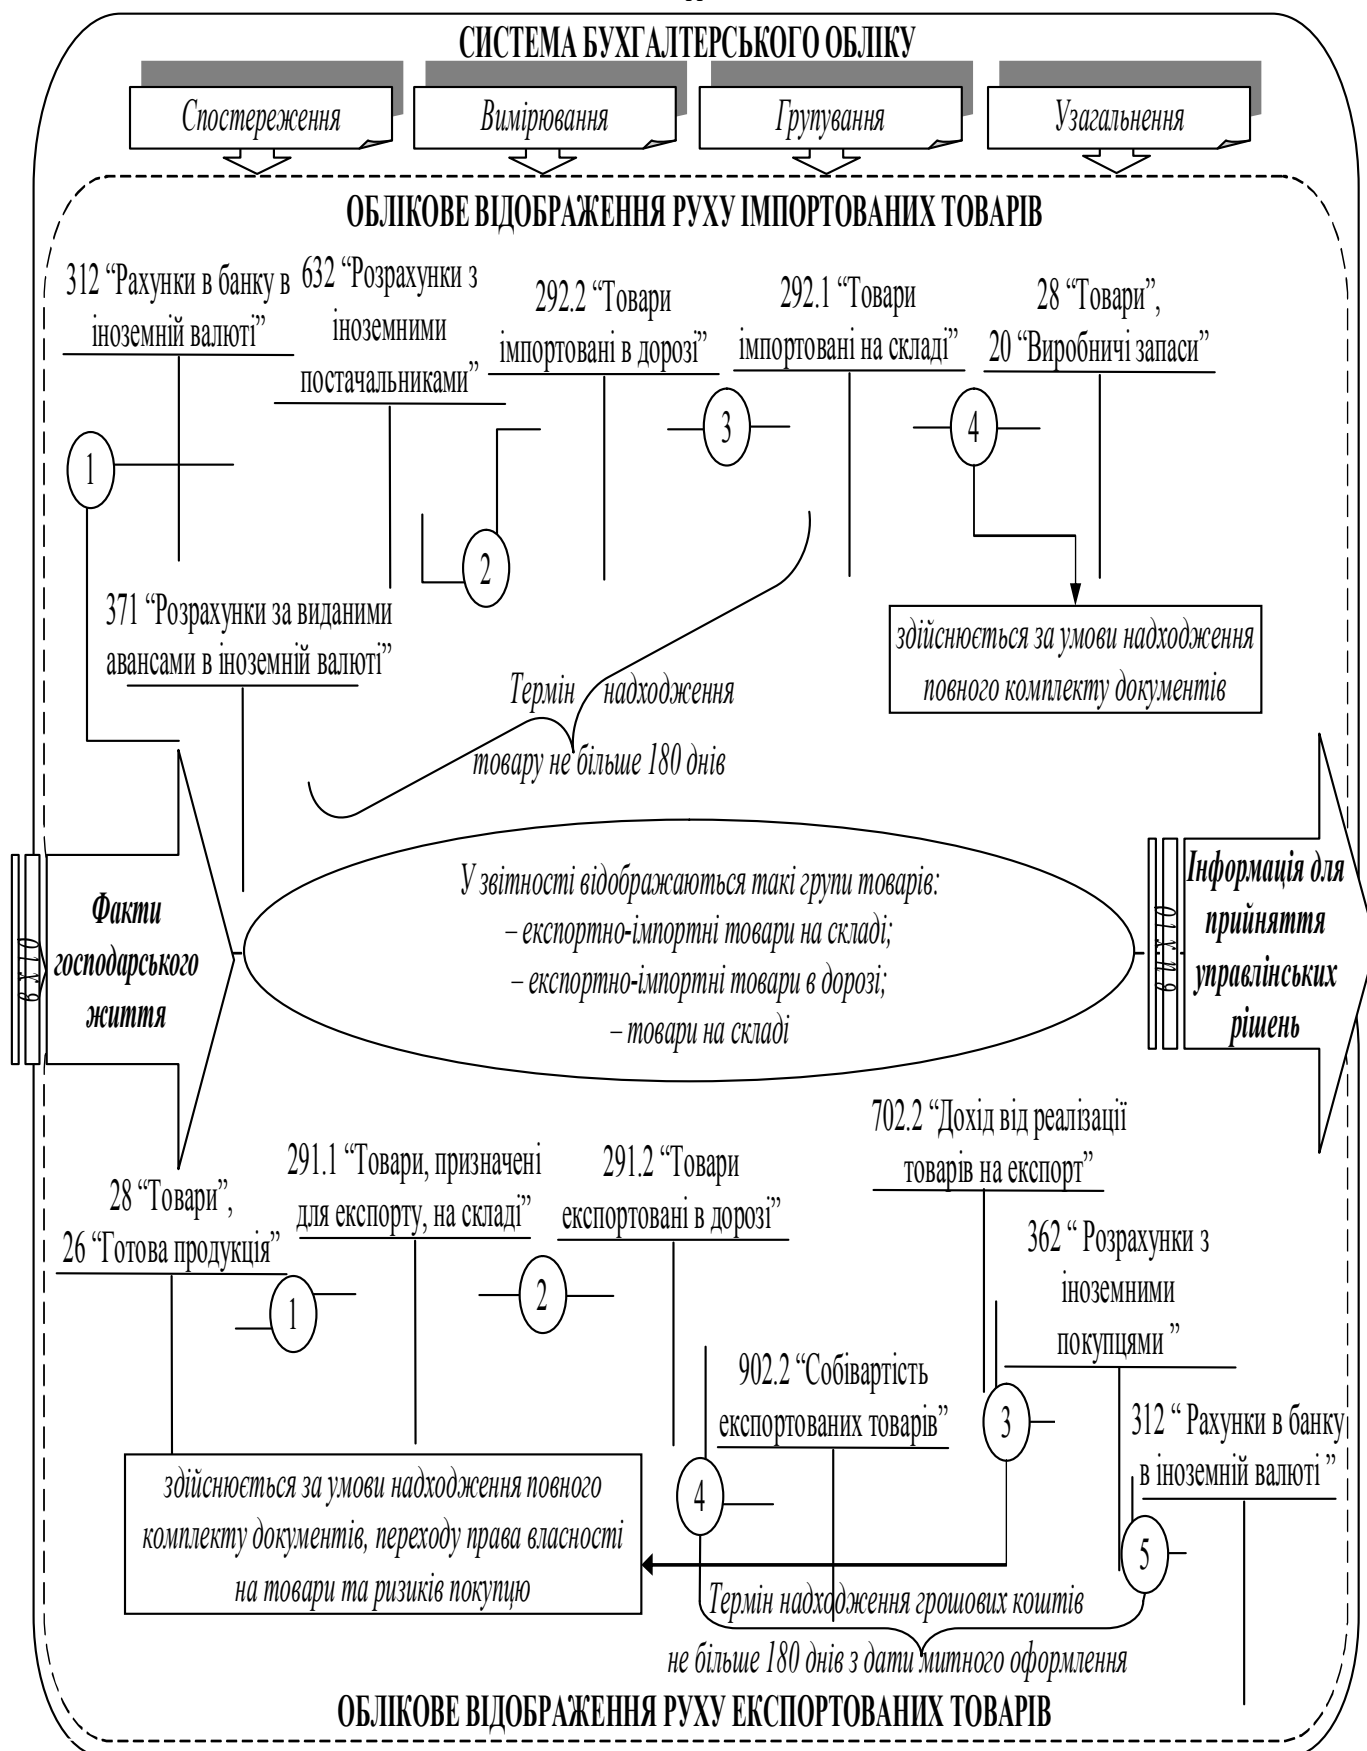 СИСТЕМА БУХГАЛТЕРСЬКОГО ОБЛІКУ
Спостереження
Вимірювання
Групування
Узагальнення
ОБЛІКОВЕ ВІДОБРАЖЕННЯ РУХУ ІМПОРТОВАНИХ ТОВАРІВ
312 “Рахунки в банку в
іноземній валюті”
632 “Розрахунки з
іноземними
постачальниками”
292.2 “Товари
імпортовані в дорозі”
292.1 “Товари
імпортовані на складі”
28 “Товари”,
20 “Виробничі запаси”
1
2
3
4
371 “Розрахунки за виданими
авансами в іноземній валюті”
здійснюється за умови надходження
повного комплекту документів
Термін надходження
товару не більше 180 днів
вхід
Факти
господарського
життя
У звітності відображаються такі групи товарів:
– експортно-імпортні товари на складі;
– експортно-імпортні товари в дорозі;
– товари на складі
вихід
Інформація для
прийняття
управлінських
рішень
28 “Товари”,
26 “Готова продукція”
291.1 “Товари, призначені
для експорту, на складі”
291.2 “Товари
експортовані в дорозі”
702.2 “Дохід від реалізації
товарів на експорт”
362 “ Розрахунки з
іноземними
покупцями ”
1
2
902.2 “Собівартість
експортованих товарів”
3
312 “ Рахунки в банку
в іноземній валюті ”
4
5
здійснюється за умови надходження повного
комплекту документів, переходу права власності
на товари та ризиків покупцю
Термін надходження грошових коштів
не більше 180 днів з дати митного оформлення
ОБЛІКОВЕ ВІДОБРАЖЕННЯ РУХУ ЕКСПОРТОВАНИХ ТОВАРІВ